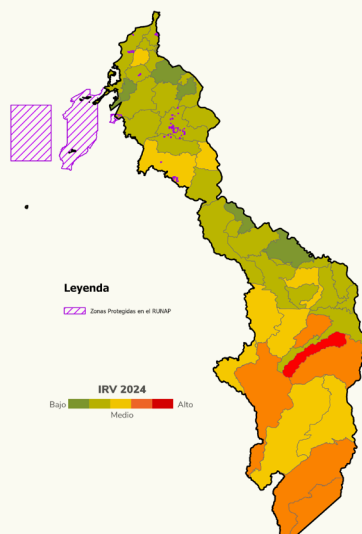 Leyenda
Zonas Protegidas en el RUNAP
IRV 2024
Bajo Alto
Medio